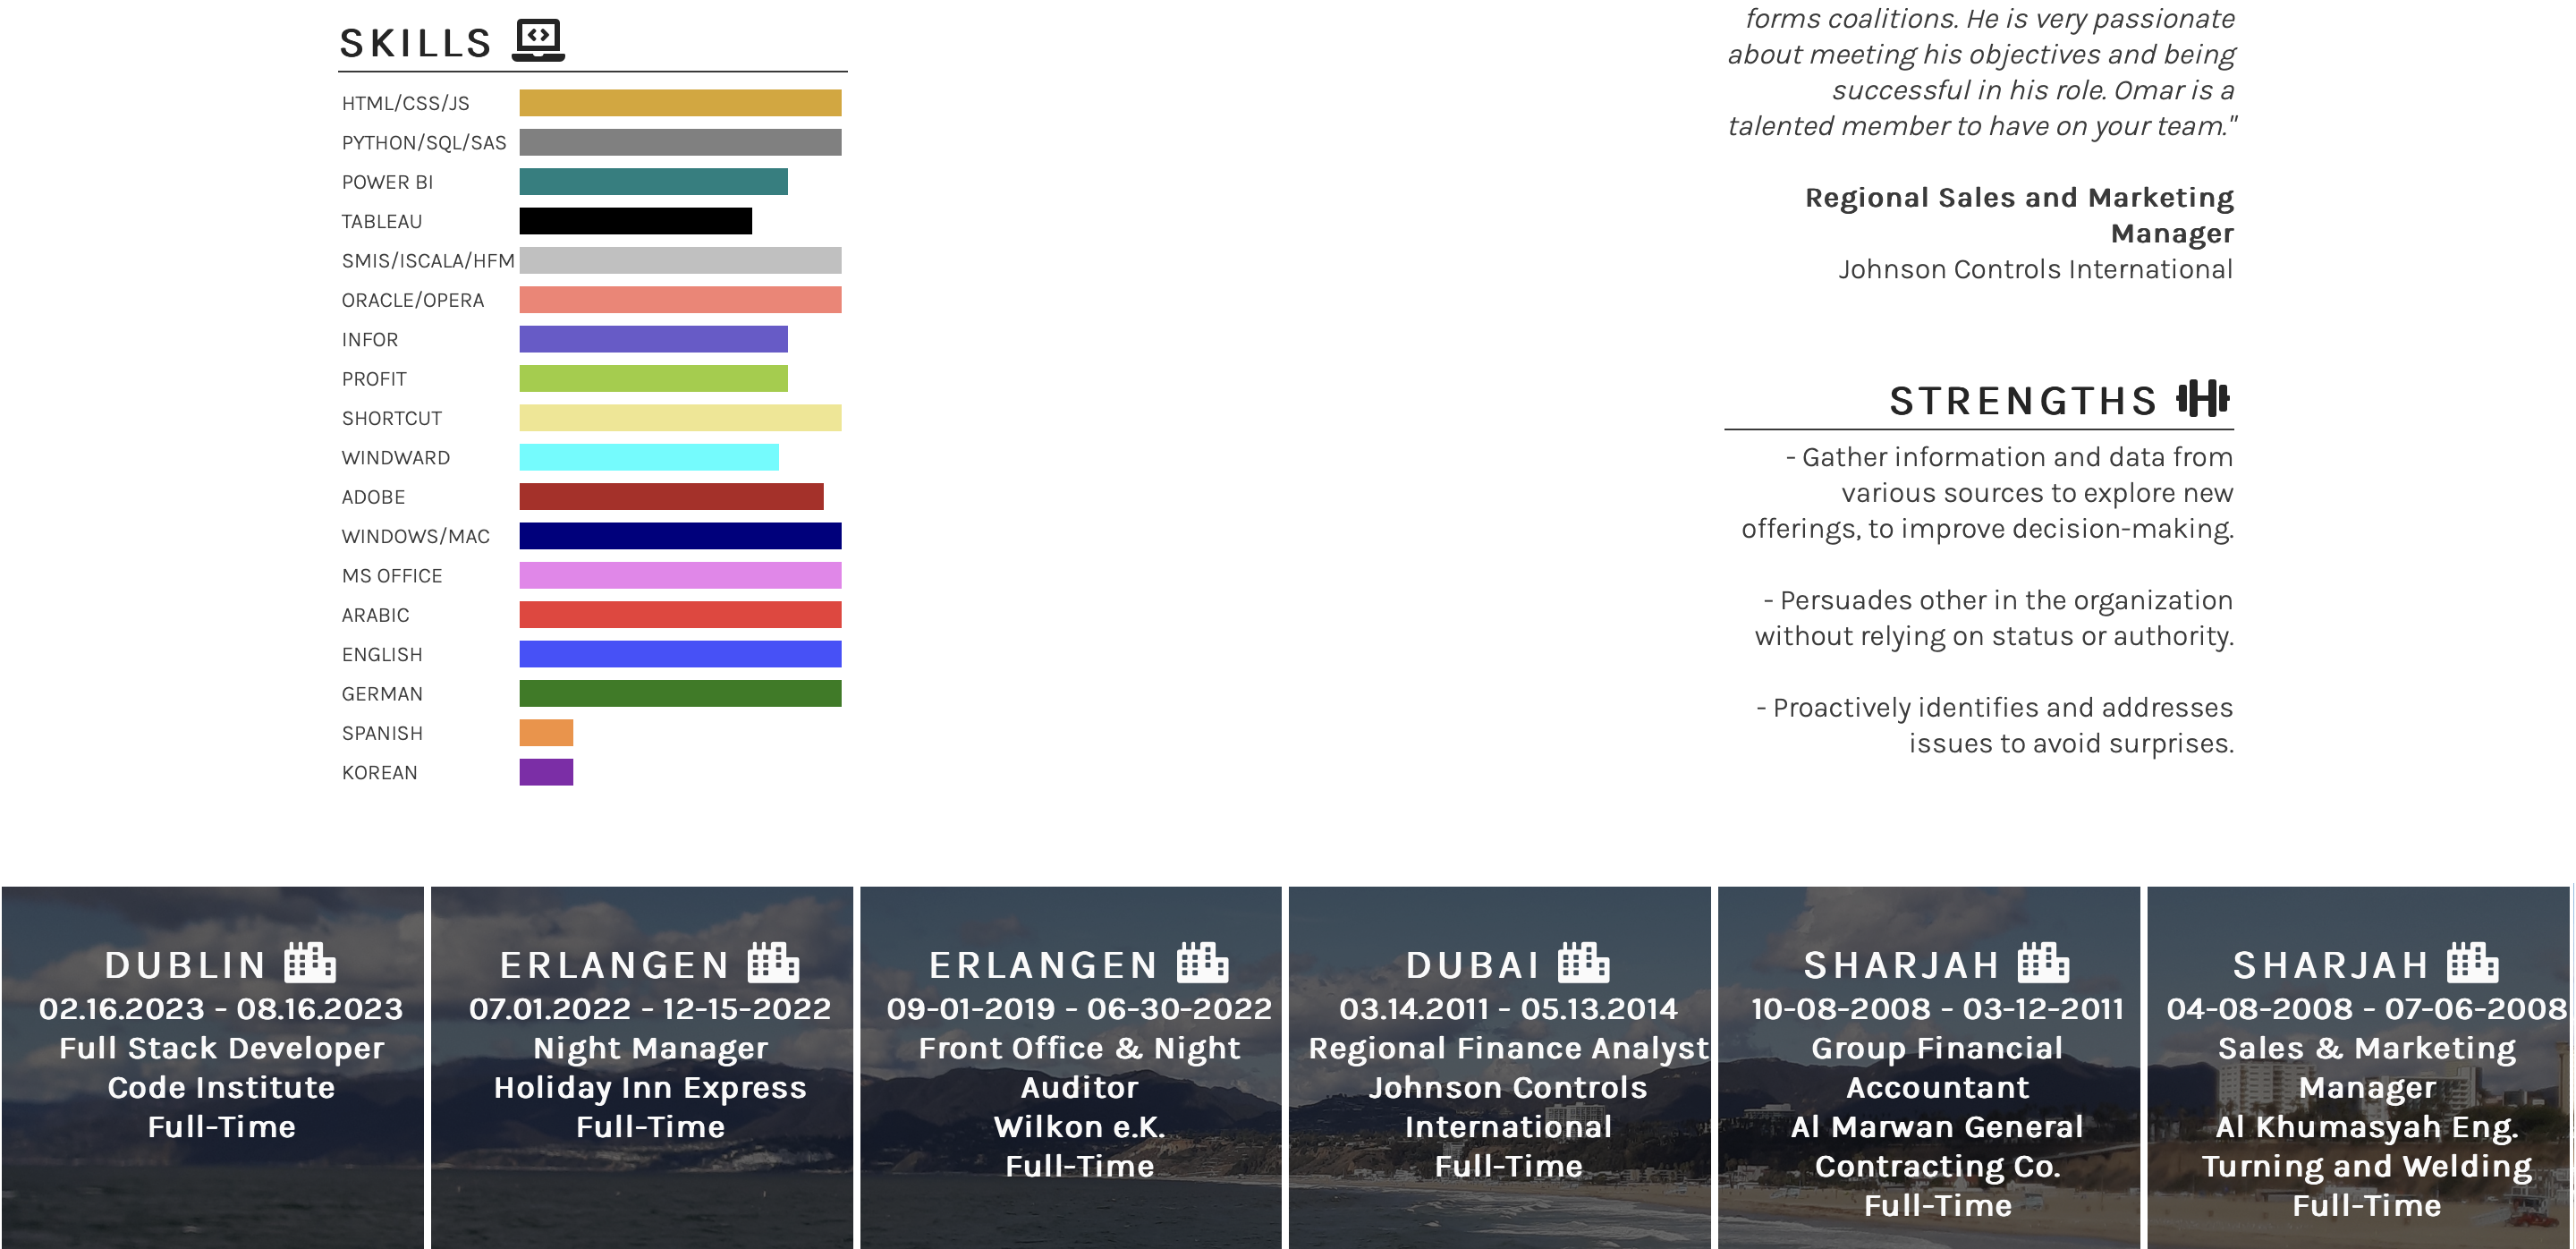 SKILLS
HTML/CSS/JS
PYTHON/SQL/SAS
POWER BI
TABLEAU
SMIS/ISCALA/HFM
ORACLE/OPERA
INFOR
PROFIT
SHORTCUT
WINDWARD
ADOBE
WINDOWS/MAC
MS OFFICE
ARABIC
ENGLISH
GERMAN
SPANISH
KOREAN
forms coalitions. He is very passionate
about meeting his objectives and being
successful in his role. Omar is a
talented member to have on your team."
Regional Sales and Marketing
Manager
Johnson Controls International
STRENGTHS
- Gather information and data from
various sources to explore new
offerings, to improve decision-making.
- Persuades other in the organization
without relying on status or authority.
- Proactively identifies and addresses
issues to avoid surprises.
DUBLIN
02.16.2023 - 08.16.2023
Full Stack Developer
Code Institute
Full-Time
ERLANGEN
07.01.2022 - 12-15-2022
Night Manager
Holiday Inn Express
Full-Time
ERLANGEN
09-01-2019 - 06-30-2022
Front Office & Night
Auditor
Wilkon e.K.
Full-Time
DUBAI
03.14.2011 - 05.13.2014
Regional Finance Analyst
Johnson Controls
International
Full-Time
SHARJAH
10-08-2008 - 03-12-2011
Group Financial
Accountant
Al Marwan General
Contracting Co.
Full-Time
SHARJAH
04-08-2008 - 07-06-2008
Sales & Marketing
Manager
Al Khumasyah Eng.
Turning and Welding
Full-Time